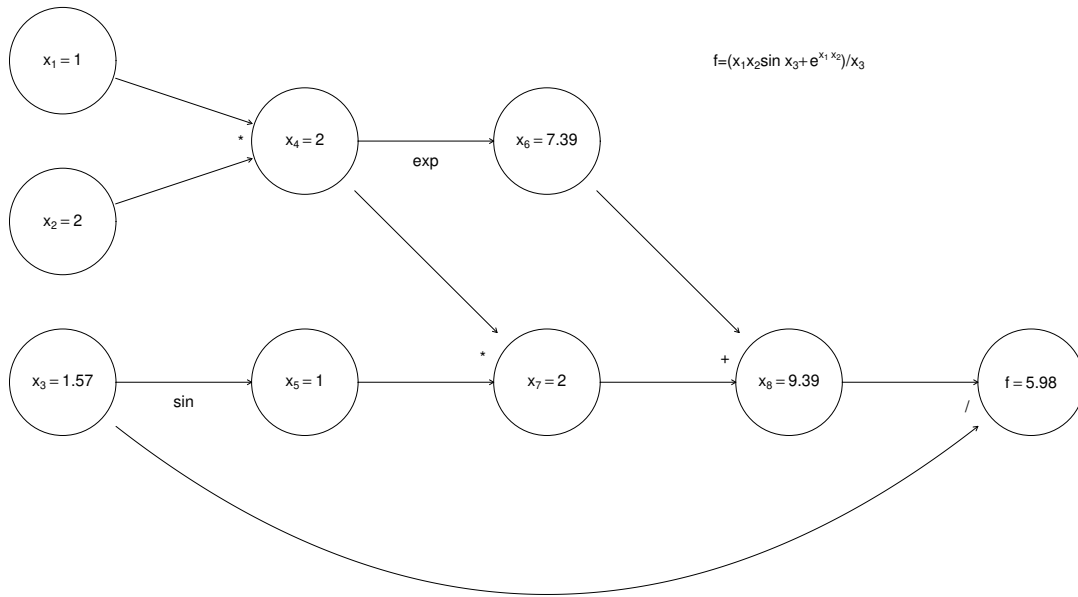 x₁ = 1
f=(x₁x₂sin x₃+e^{x₁ x₂})/x₃
*
x₄ = 2
exp
x₆ = 7.39
x₂ = 2
x₃ = 1.57
sin
x₅ = 1
*
x₇ = 2
+
x₈ = 9.39
/
f = 5.98